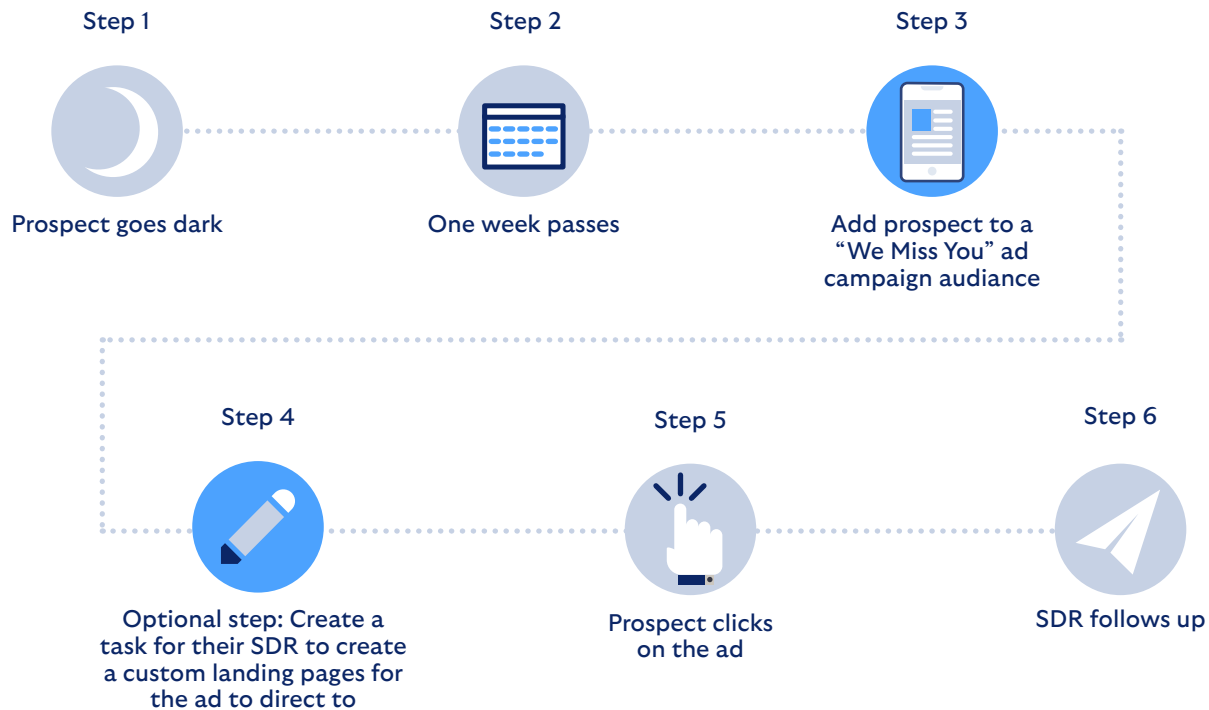 Step 1
Step 2
Step 3
Prospect goes dark
One week passes
Add prospect to a
“We Miss You” ad
campaign audiance
Step 4
Step 5
Step 6
Optional step: Create a
task for their SDR to create
a custom landing pages for
the ad to direct to
Prospect clicks
on the ad
SDR follows up